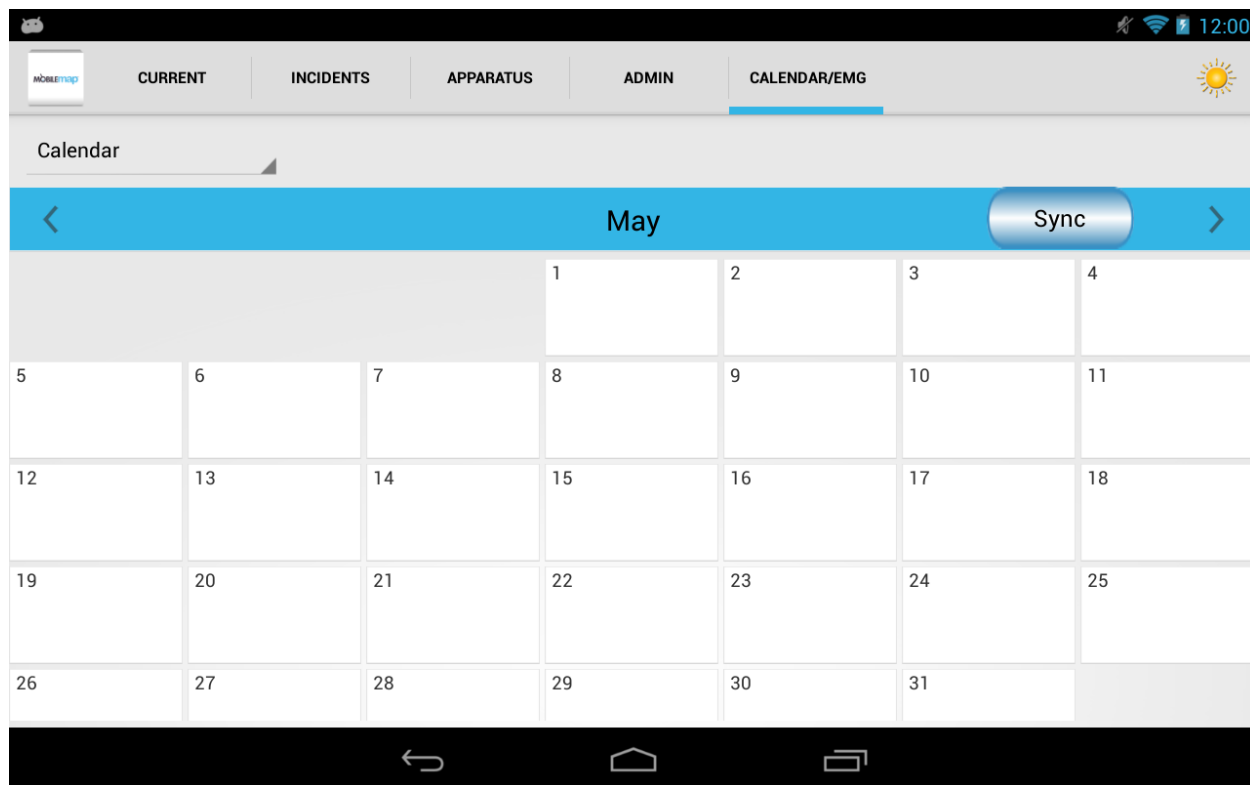 12:00
MOBILEmap CURRENT INCIDENTS APPARATUS ADMIN CALENDAR/EMG
Calendar
May Sync
1 2 3 4
5 6 7 8 9 10 11
12 13 14 15 16 17 18
19 20 21 22 23 24 25
26 27 28 29 30 31